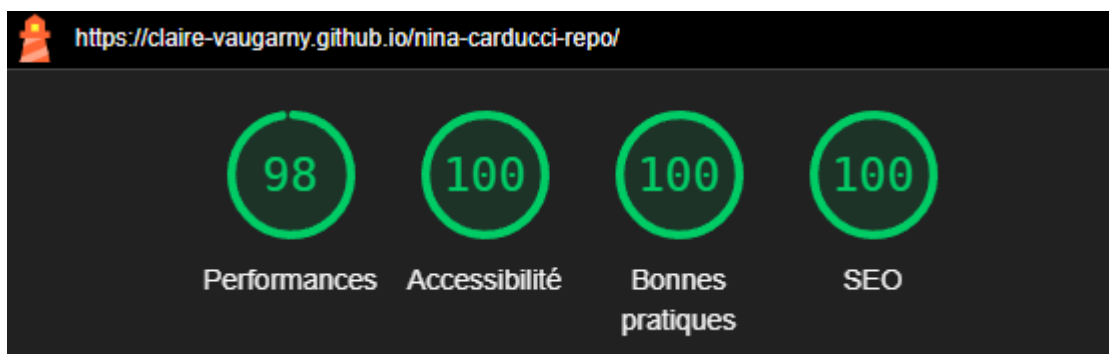 https://claire-vaugarny.github.io/nina-carducci-repo/
98 100 100 100
Performances Accessibilité Bonnes SEO
pratiques